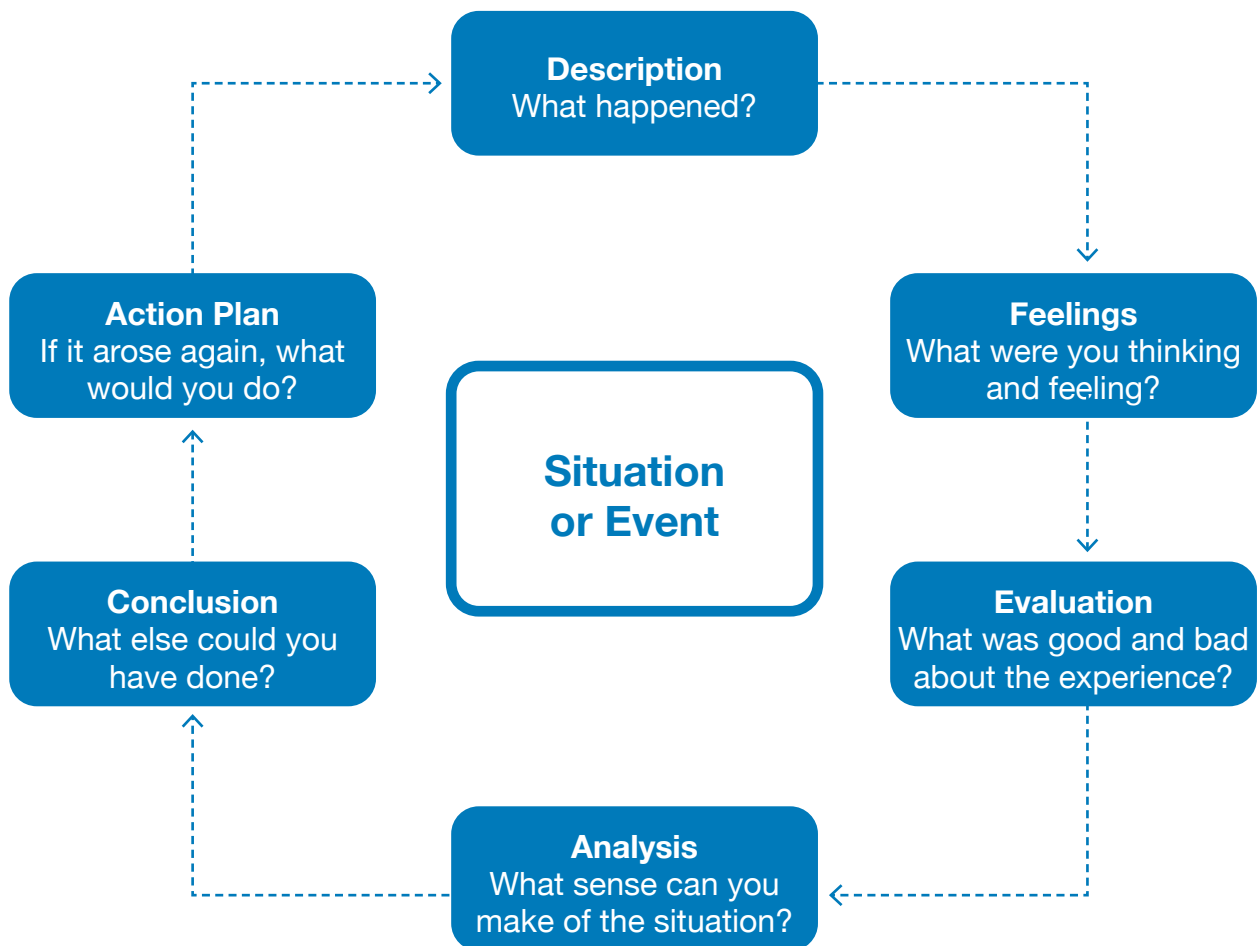 Description
What happened?
Feelings
What were you thinking
and feeling?
Evaluation
What was good and bad
about the experience?
Analysis
What sense can you
make of the situation?
Conclusion
What else could you
have done?
Action Plan
If it arose again, what
would you do?
Situation
or Event